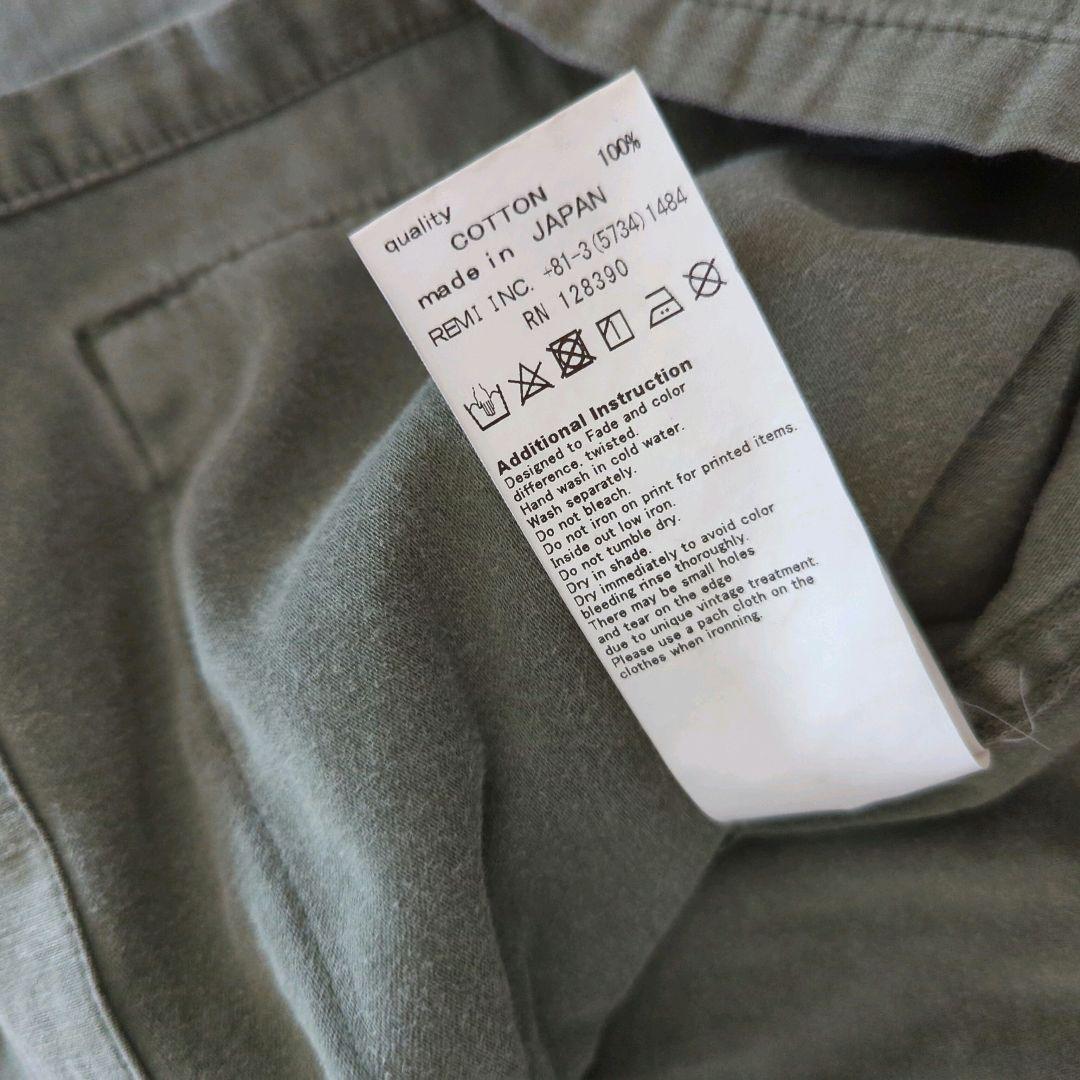 quality
COTTON 100%
made in JAPAN
REMI INC. +81-3(5734)1484
RN 128390
Additional Instruction
Designed to Fade and color
difference, twisted.
Hand wash in cold water.
Wash separately.
Do not bleach.
Do not iron on print for printed items.
Inside out low iron.
Do not tumble dry.
Dry in shade.
Dry immediately to avoid color
bleeding rinse thoroughly.
There may be small holes
and tear on the edge
due to unique vintage treatment.
Please use a pach cloth on the
clothes when ironning.